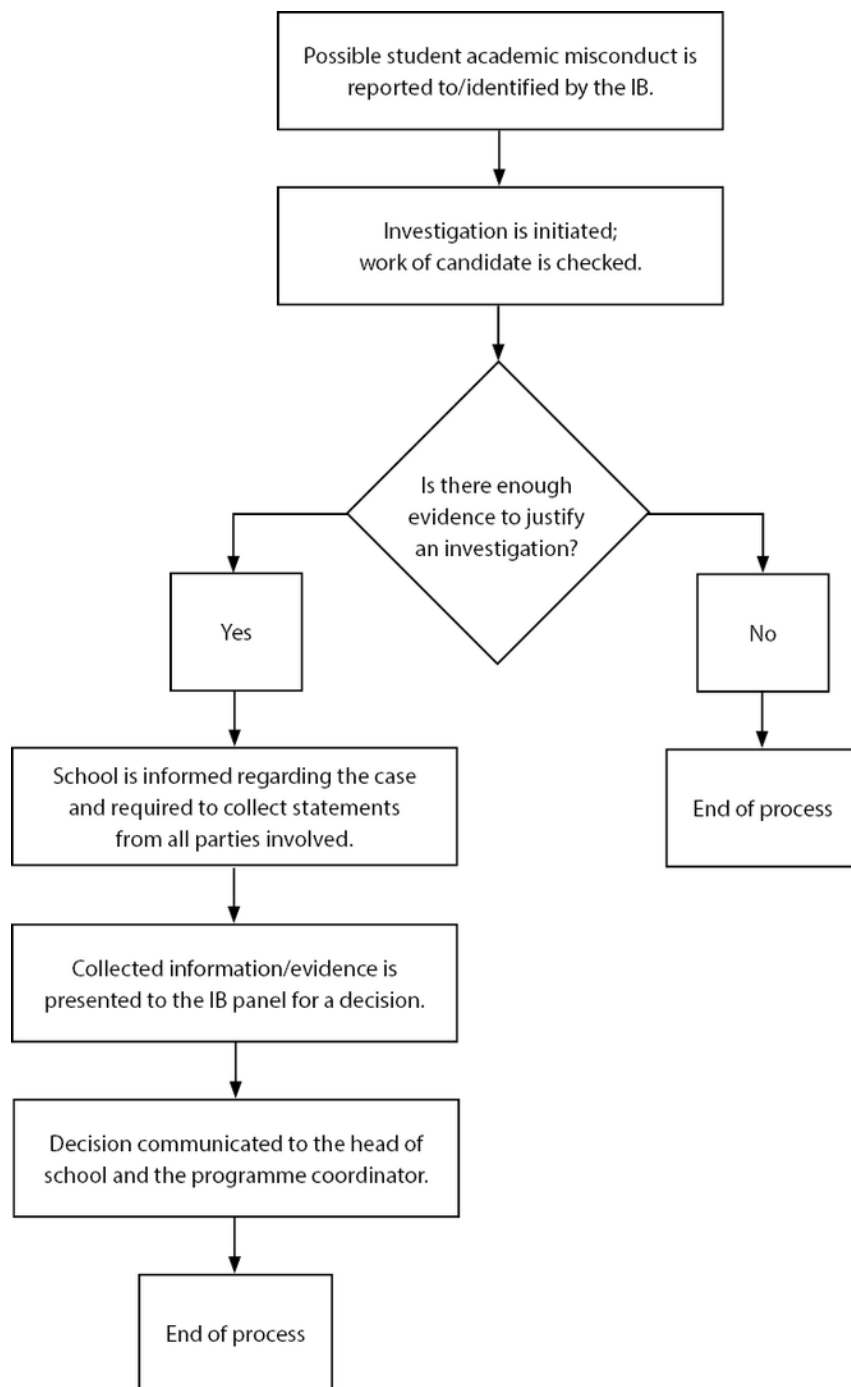 Possible student academic misconduct is
reported to/identified by the IB.
Investigation is initiated;
work of candidate is checked.
Is there enough
evidence to justify
an investigation?
Yes
No
School is informed regarding the case
and required to collect statements
from all parties involved.
End of process
Collected information/evidence is
presented to the IB panel for a decision.
Decision communicated to the head of
school and the programme coordinator.
End of process